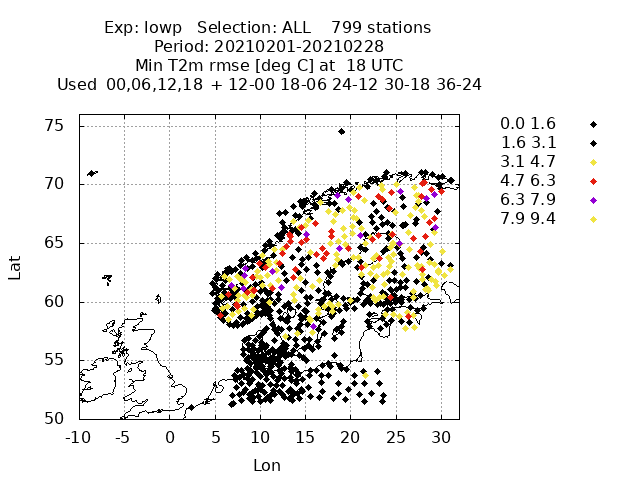 Exp: lowp   Selection: ALL    799 stations
Period: 20210201-20210228
Min T2m rmse [deg C] at  18 UTC
Used  00,06,12,18  + 12-00 18-06 24-12 30-18 36-24
0.0 1.6
1.6 3.1
3.1 4.7
4.7 6.3
6.3 7.9
7.9 9.4
75
70
65
60
55
50
Lat
-10 -5 0 5 10 15 20 25 30
Lon